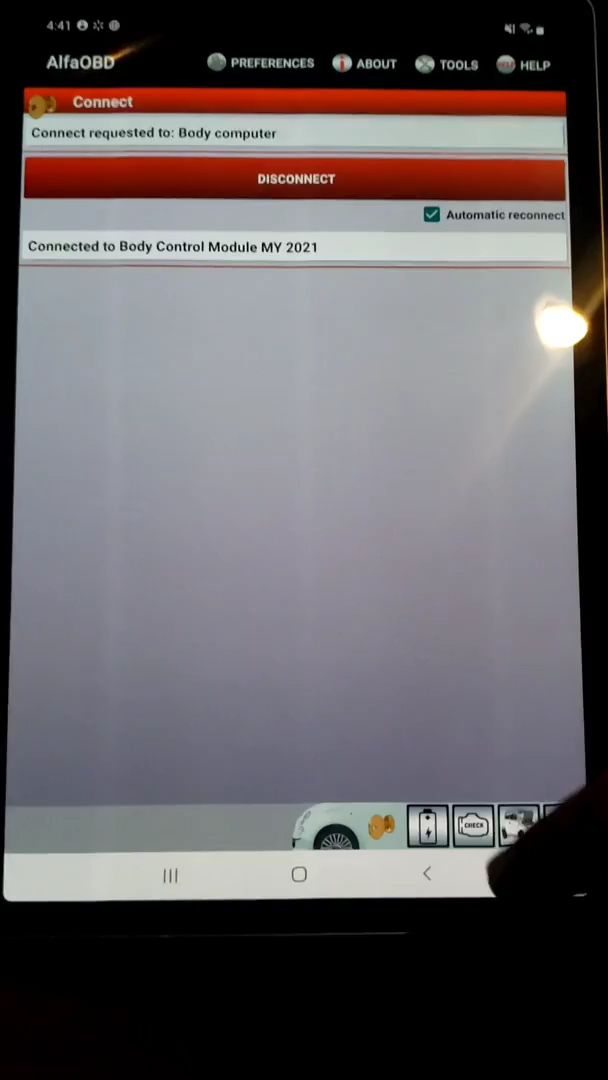 4:41
AlfaOBD
PREFERENCES
ABOUT
TOOLS
HELP
Connect
Connect requested to: Body computer
DISCONNECT
Automatic reconnect
Connected to Body Control Module MY 2021
CHECK